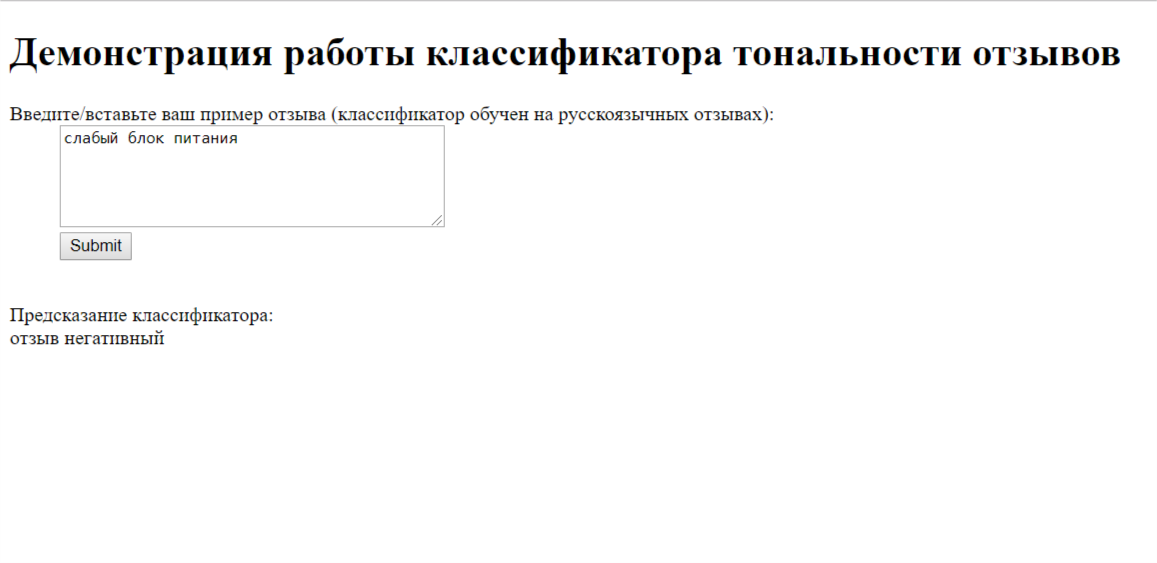 Демонстрация работы классификатора тональности отзывов
Введите/вставьте ваш пример отзыва (классификатор обучен на русскоязычных отзывах):
слабый блок питания
Submit
Предсказание классификатора:
отзыв негативный